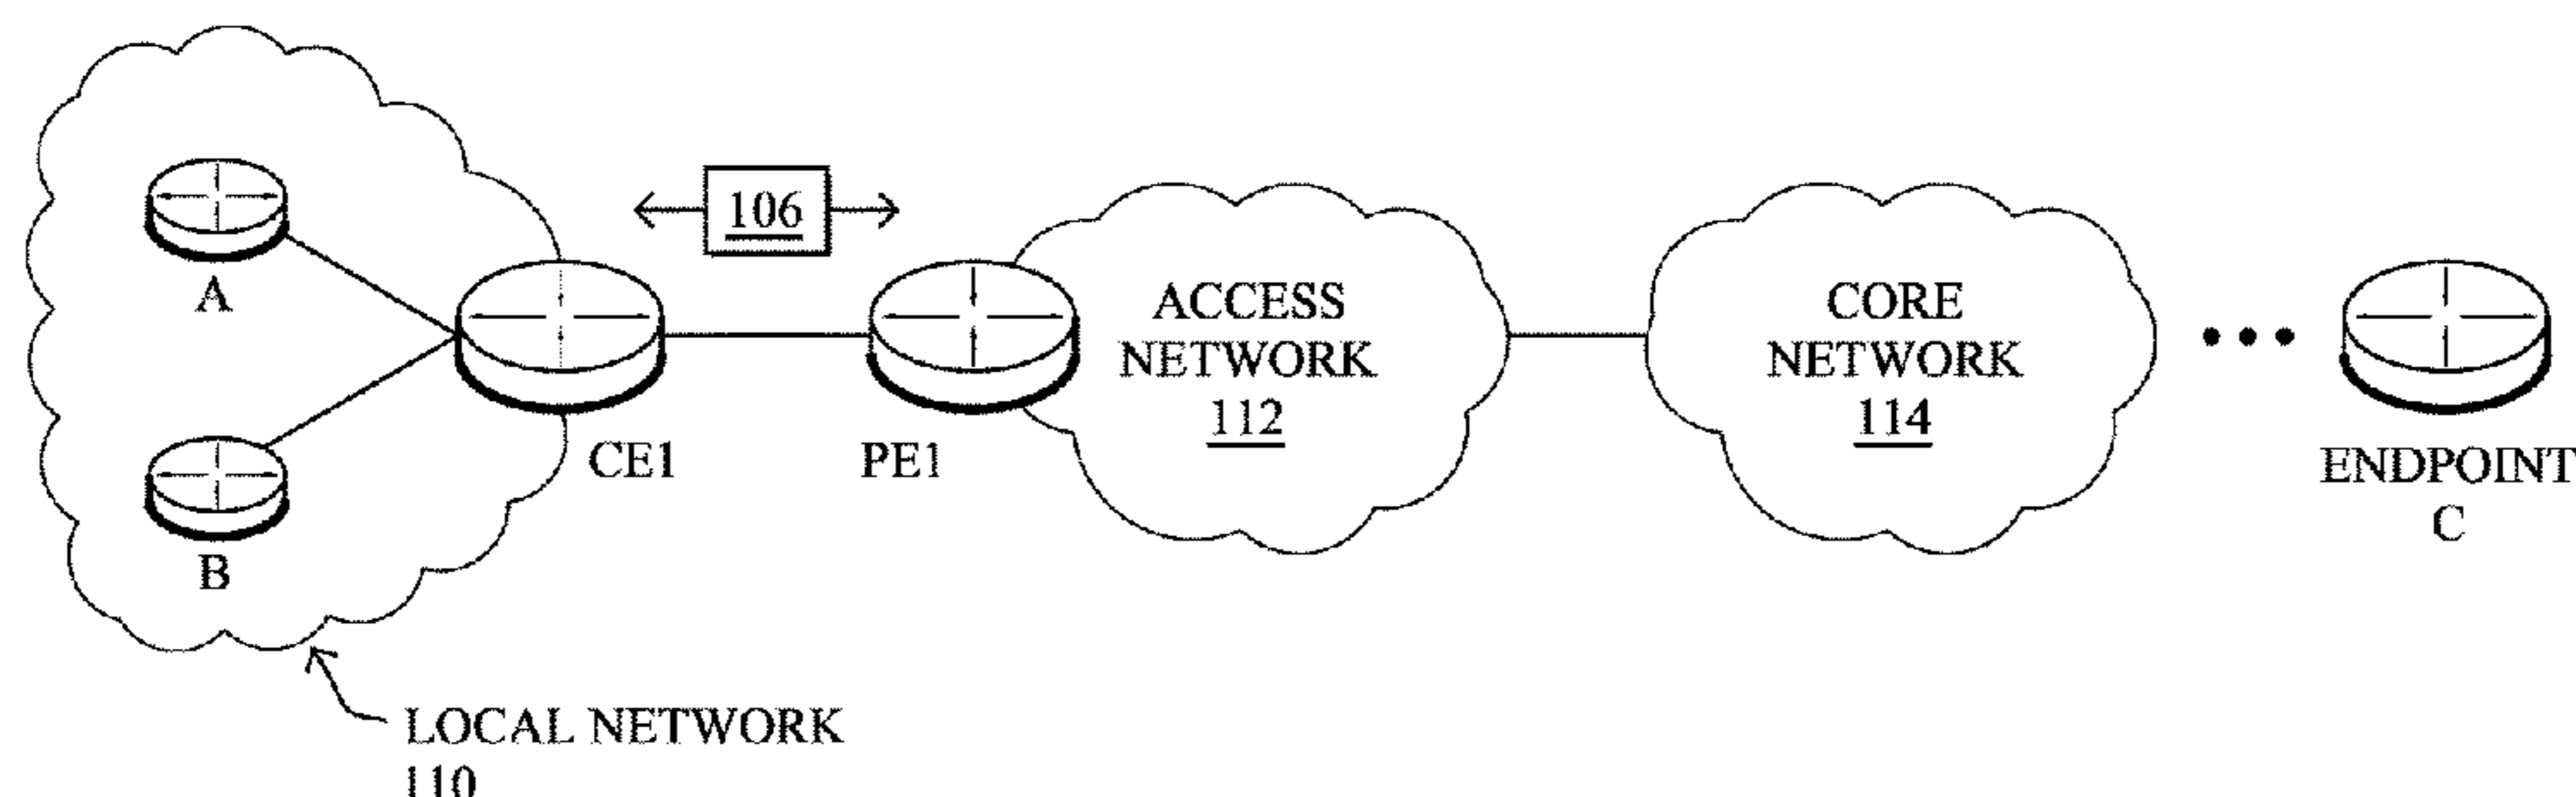 106
A
B
CE1
PE1
ACCESS
NETWORK
112
CORE
NETWORK
114
ENDPOINT
C
LOCAL NETWORK
110